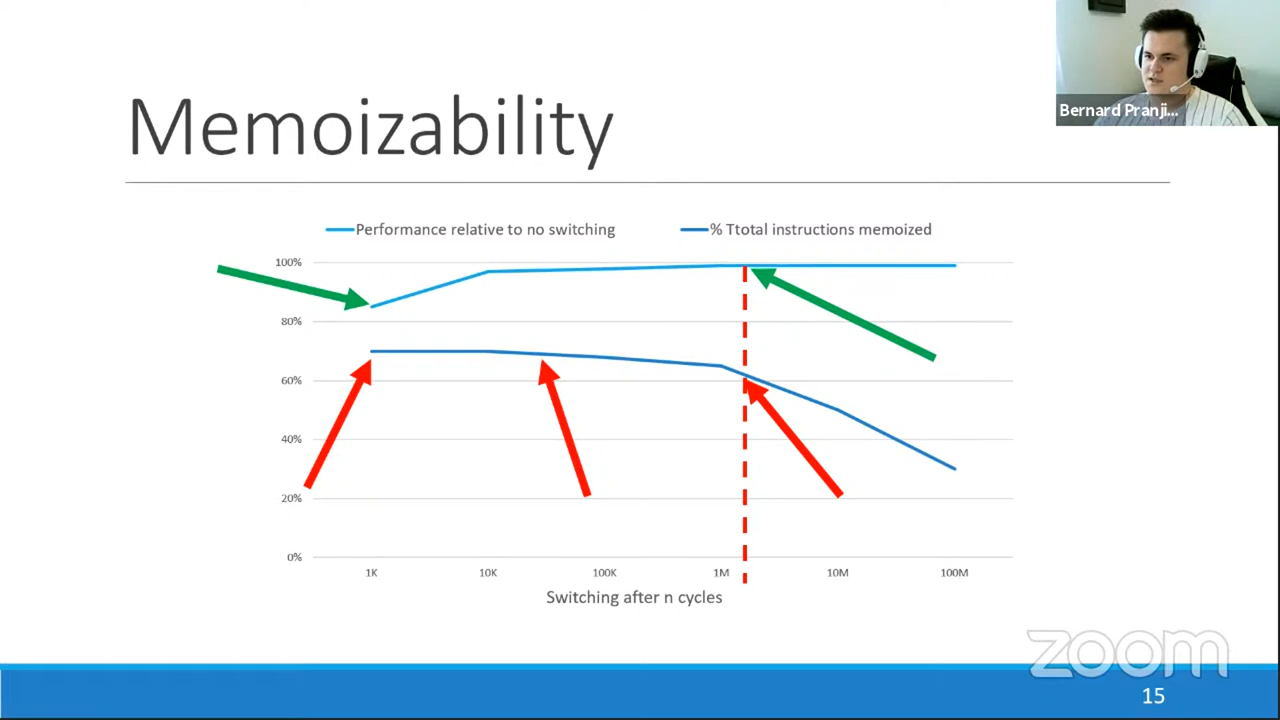 Bernard Pranji...
Memoizability
Performance relative to no switching
% Ttotal instructions memoized
100%
80%
60%
40%
20%
0%
1K 10K 100K 1M 10M 100M
Switching after n cycles
zoom
15